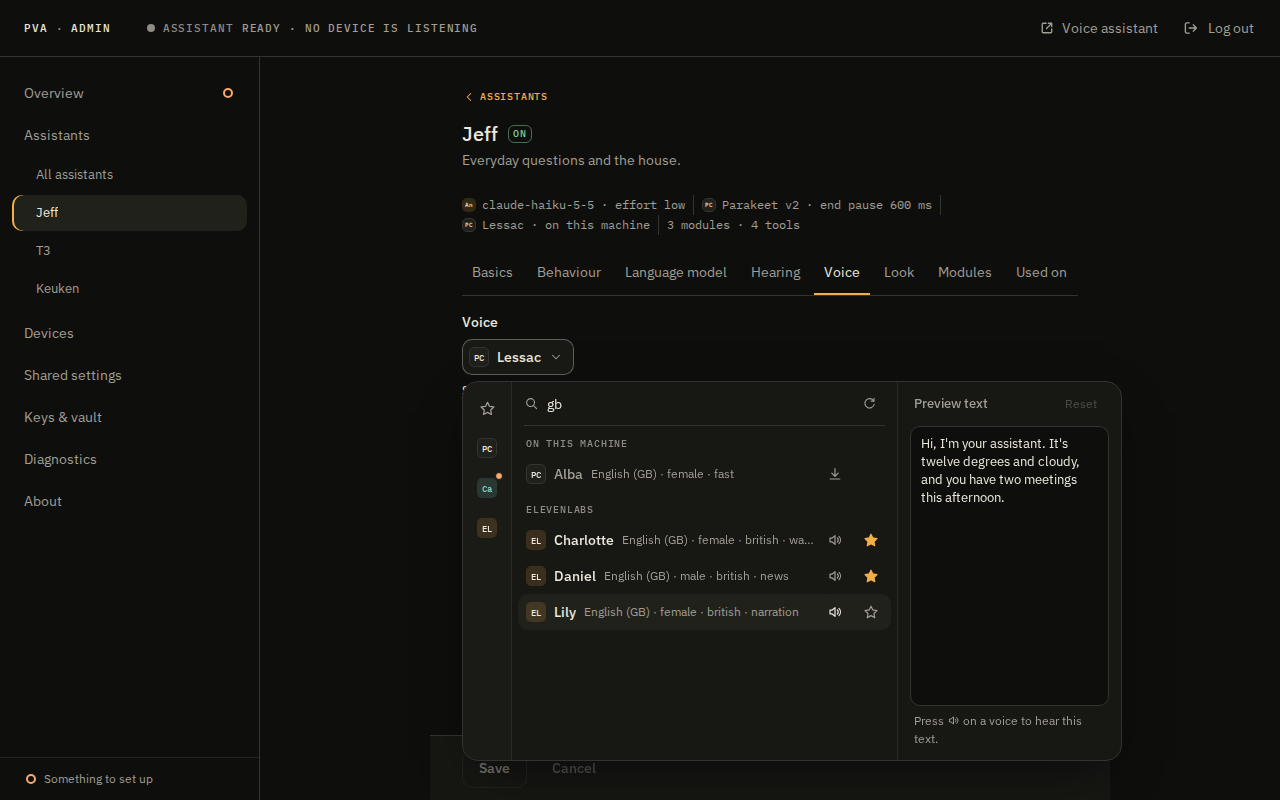 PVA · ADMIN
ASSISTANT READY · NO DEVICE IS LISTENING
Voice assistant
Log out
Overview
Assistants
All assistants
Jeff
T3
Keuken
Devices
Shared settings
Keys & vault
Diagnostics
About
Something to set up
ASSISTANTS
Jeff ON
Everyday questions and the house.
An claude-haiku-5-5 · effort low PC Parakeet v2 · end pause 600 ms
PC Lessac · on this machine 3 modules · 4 tools
Basics Behaviour Language model Hearing Voice Look Modules Used on
Voice
PC Lessac
PC
Ca
EL
gb
ON THIS MACHINE
PC Alba English (GB) · female · fast
ELEVENLABS
EL Charlotte English (GB) · female · british · wa...
EL Daniel English (GB) · male · british · news
EL Lily English (GB) · female · british · narration
Preview text Reset
Hi, I'm your assistant. It's
twelve degrees and cloudy,
and you have two meetings
this afternoon.
Press on a voice to hear this
text.
Save Cancel